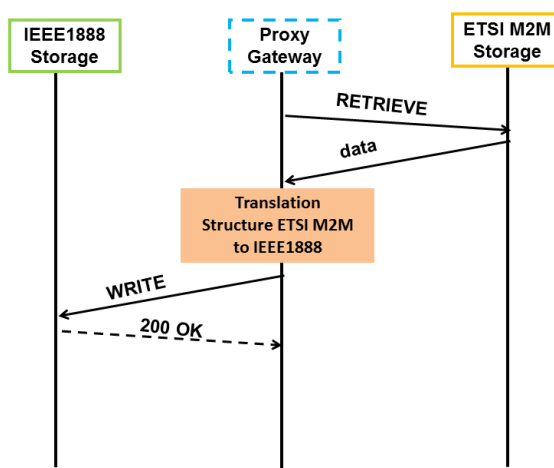 IEEE1888
Storage
Proxy
Gateway
ETSI M2M
Storage
RETRIEVE
data
Translation
Structure ETSI M2M
to IEEE1888
WRITE
200 OK